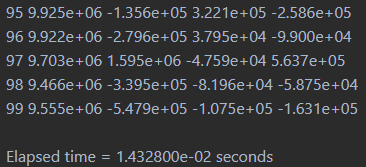 95 9.925e+06 -1.356e+05 3.221e+05 -2.586e+05
96 9.922e+06 -2.796e+05 3.795e+04 -9.900e+04
97 9.703e+06 1.595e+06 -4.759e+04 5.637e+05
98 9.466e+06 -3.395e+05 -8.196e+04 -5.875e+04
99 9.555e+06 -5.479e+05 -1.075e+05 -1.631e+05
Elapsed time = 1.432800e-02 seconds